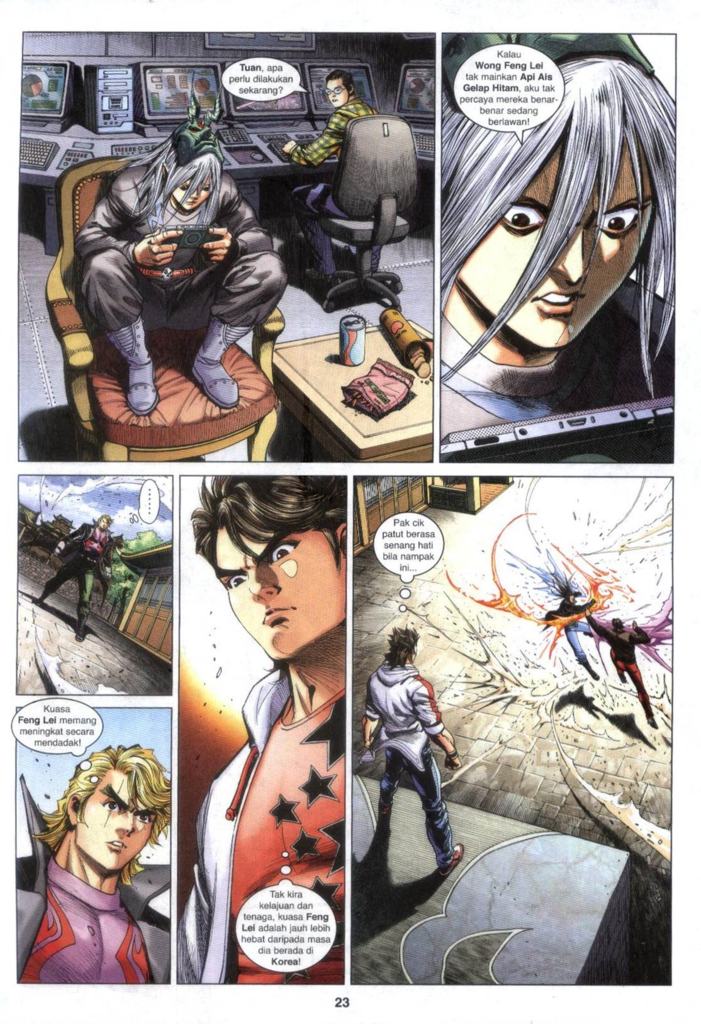 Tuan, apa
perlu dilakukan
sekarang?
Kalau
Wong Feng Lei
tak mainkan Api Ais
Gelap Hitam, aku tak
percaya mereka benar-
benar sedang
berlawan!
Kuasa
Feng Lei memang
meningkat secara
mendadak!
Tak kira
kelajuan dan
tenaga, kuasa Feng
Lei adalah jauh lebih
hebat daripada masa
dia berada di
Korea!
Pak cik
patut berasa
senang hati
bila nampak
ini...
23